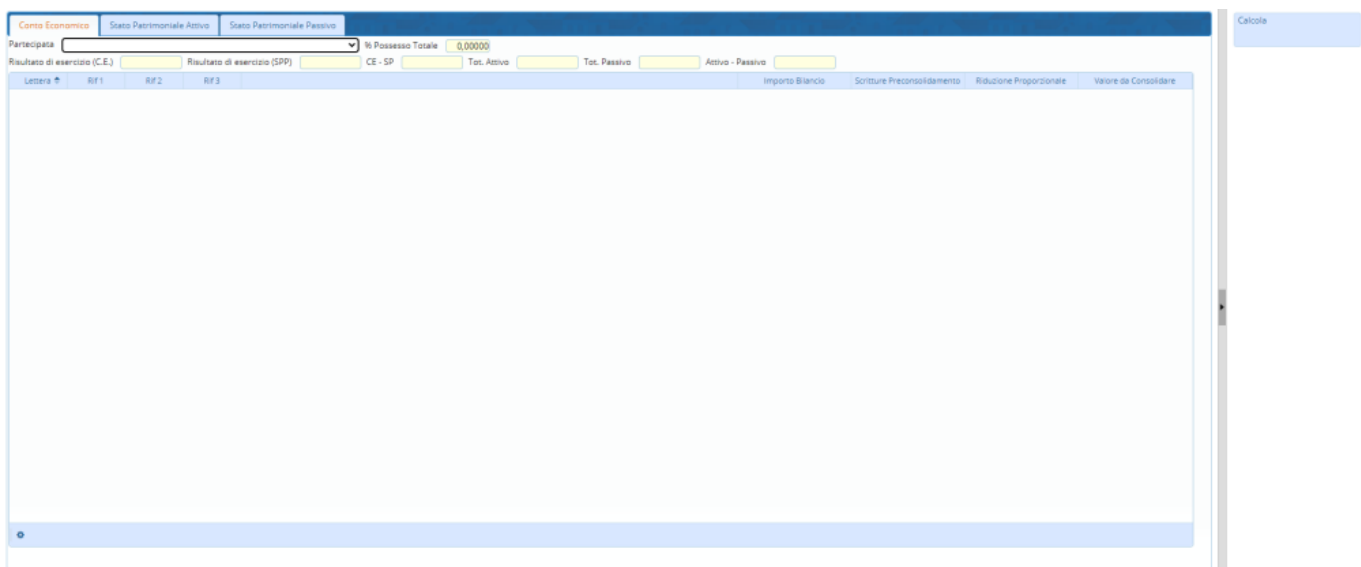 Conto Economico Stato Patrimoniale Attivo Stato Patrimoniale Passivo
Calcola
Partecipata % Possesso Totale 0,00000
Risultato di esercizio (C.E.) Risultato di esercizio (SPP) CE - SP Tot. Attivo Tot. Passivo Attivo - Passivo
Lettera Rif 1 Rif 2 Rif 3 Importo Bilancio Scritture Preconsolidamento Riduzione Proporzionale Valore da Consolidare